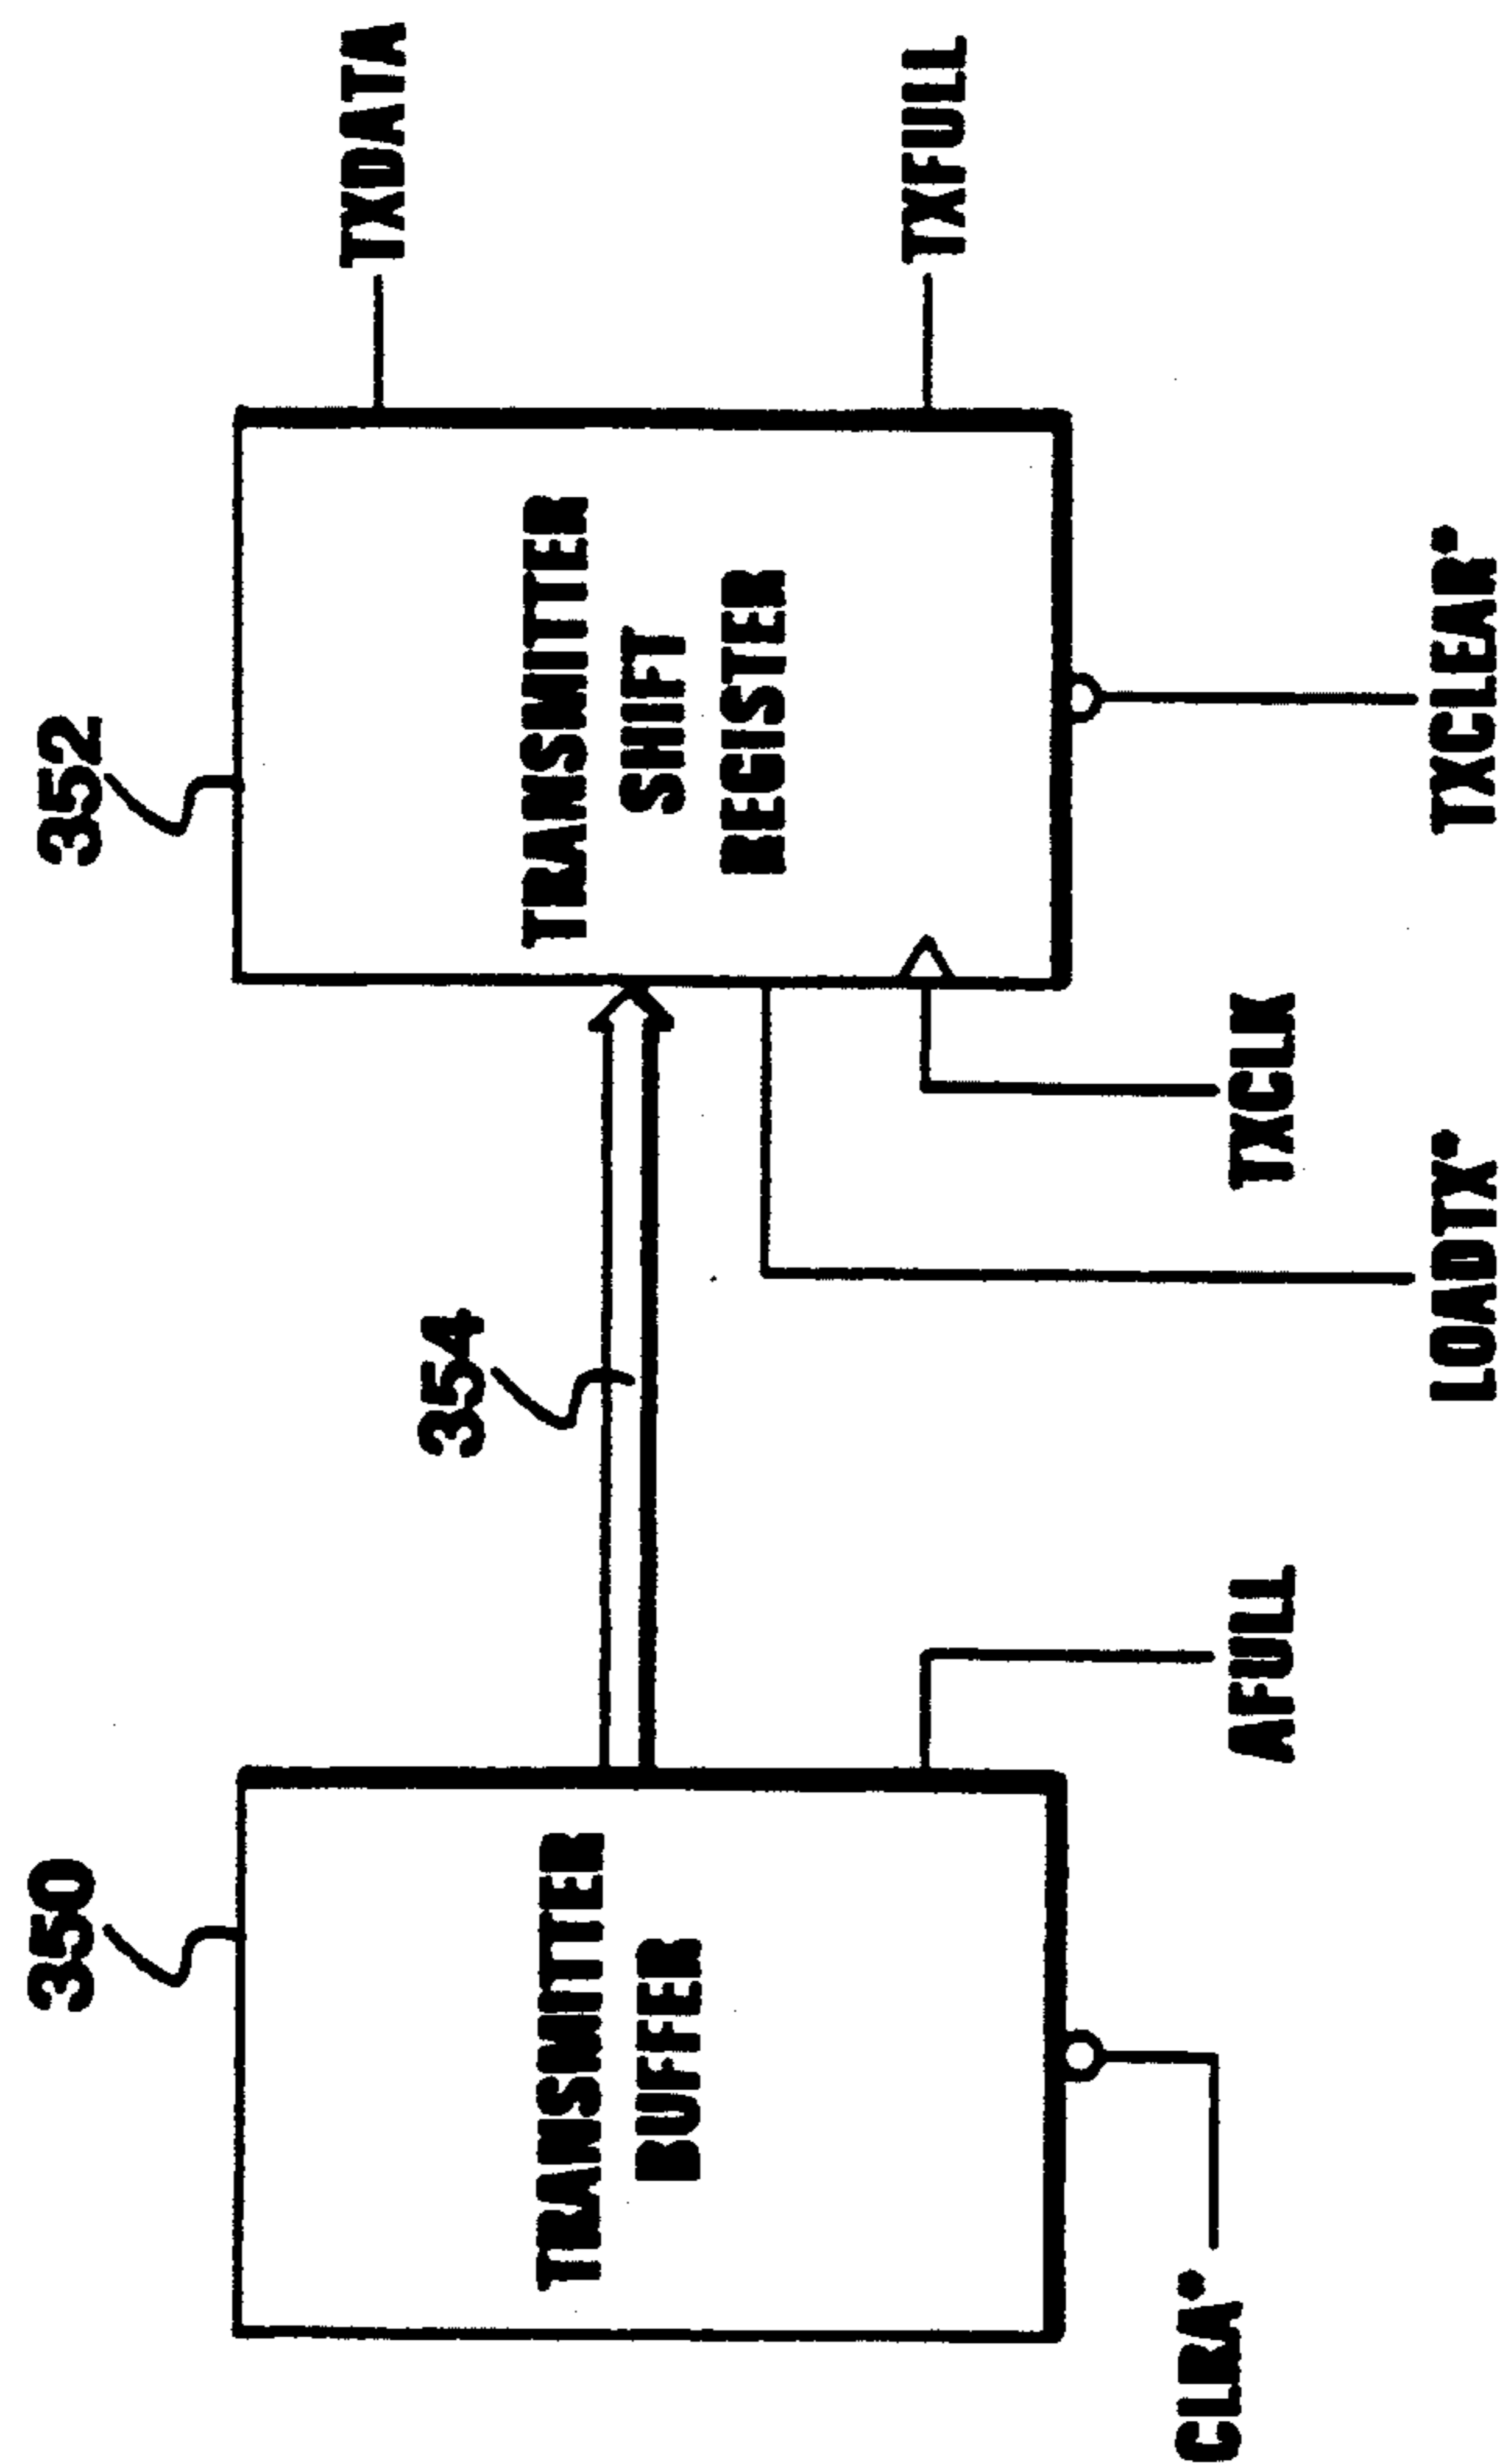 350
352
354
TRANSMITTER
BUFFER
TRANSMITTER
SHIFT
REGISTER
TXDATA
TXFULL
CLRA*
AFULL
LOADTX*
TXCLK
TXCLEAR*